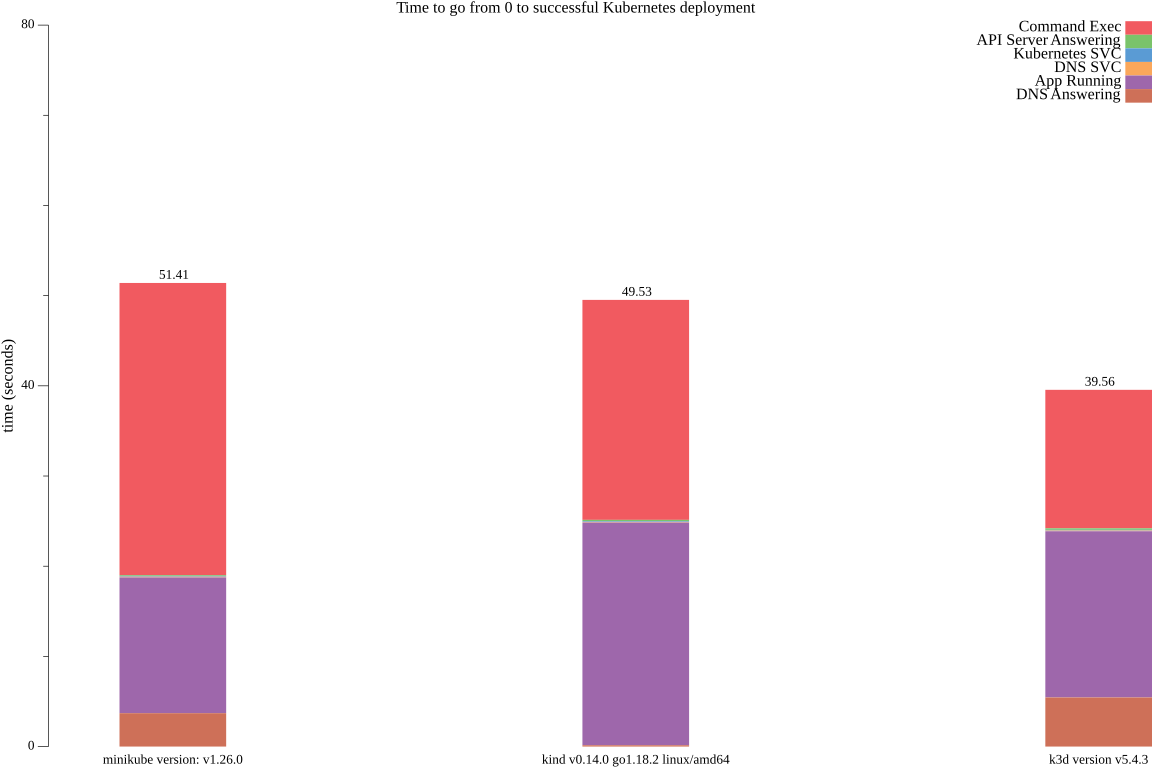 Time to go from 0 to successful Kubernetes deployment
80
Command Exec
API Server Answering
Kubernetes SVC
DNS SVC
App Running
DNS Answering
51.41
49.53
39.56
40
time (seconds)
0
minikube version: v1.26.0
kind v0.14.0 go1.18.2 linux/amd64
k3d version v5.4.3